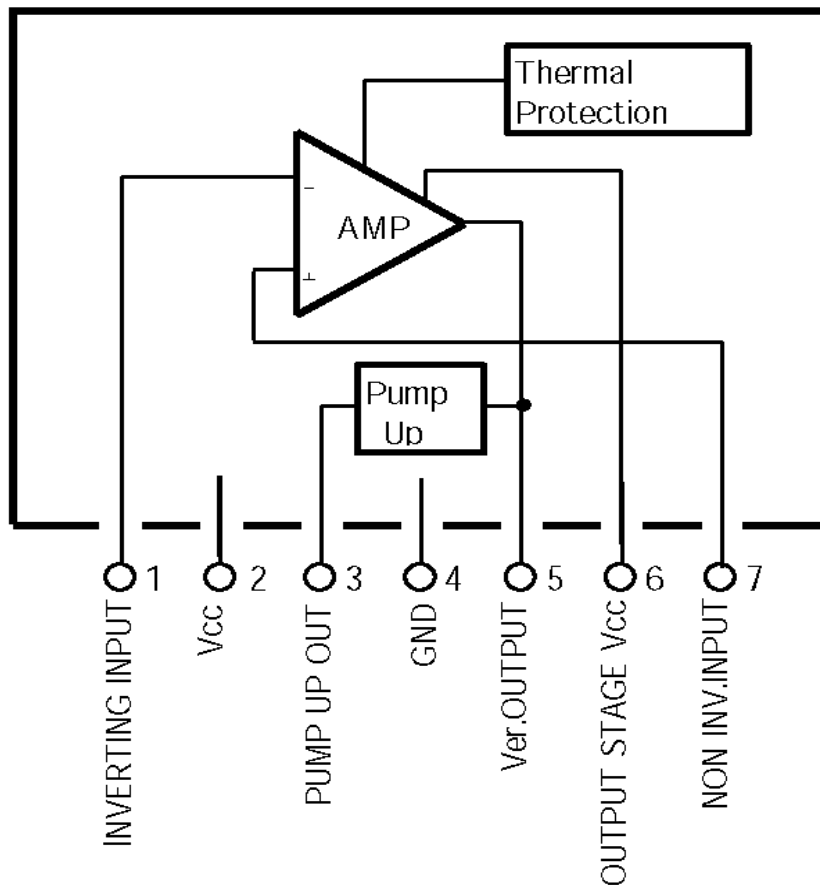 Thermal
Protection
−
AMP
+
Pump
Up
1
2
3
4
5
6
7
INVERTING INPUT
Vcc
PUMP UP OUT
GND
Ver.OUTPUT
OUTPUT STAGE Vcc
NON INV.INPUT